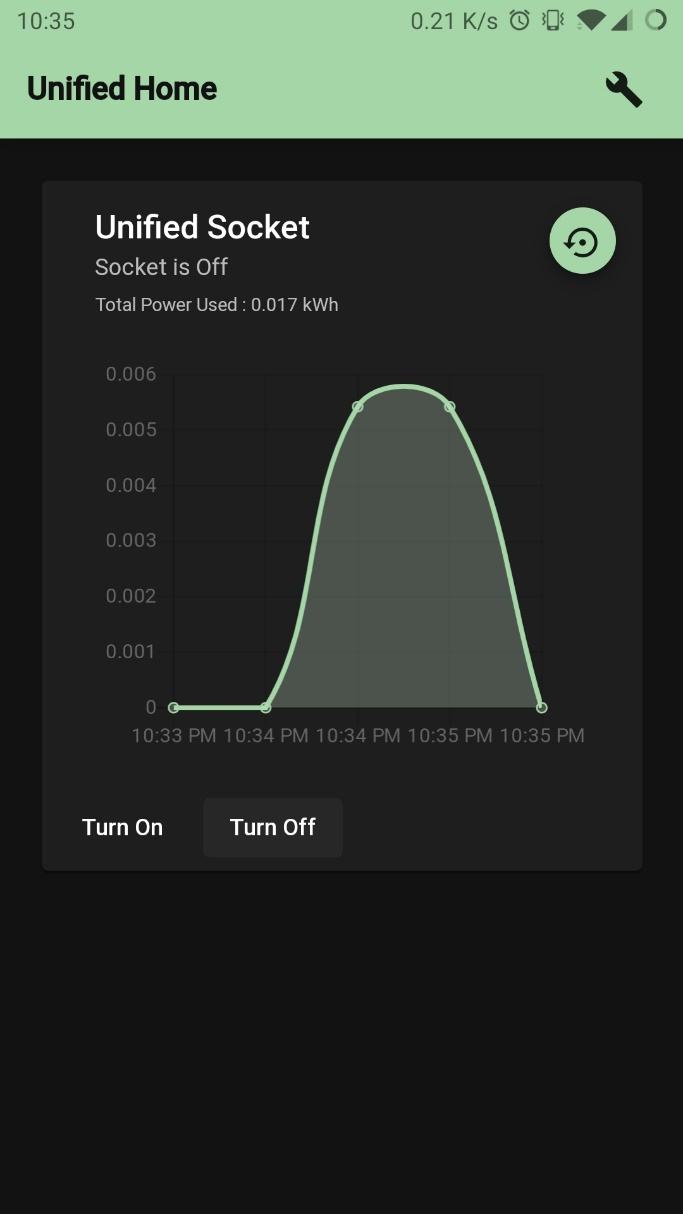 10:35 0.21 K/s
Unified Home
Unified Socket
Socket is Off
Total Power Used : 0.017 kWh
0.006
0.005
0.004
0.003
0.002
0.001
0
10:33 PM 10:34 PM 10:34 PM 10:35 PM 10:35 PM
Turn On Turn Off